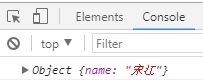 Elements Console
top Filter
Object {name: "宋江"}